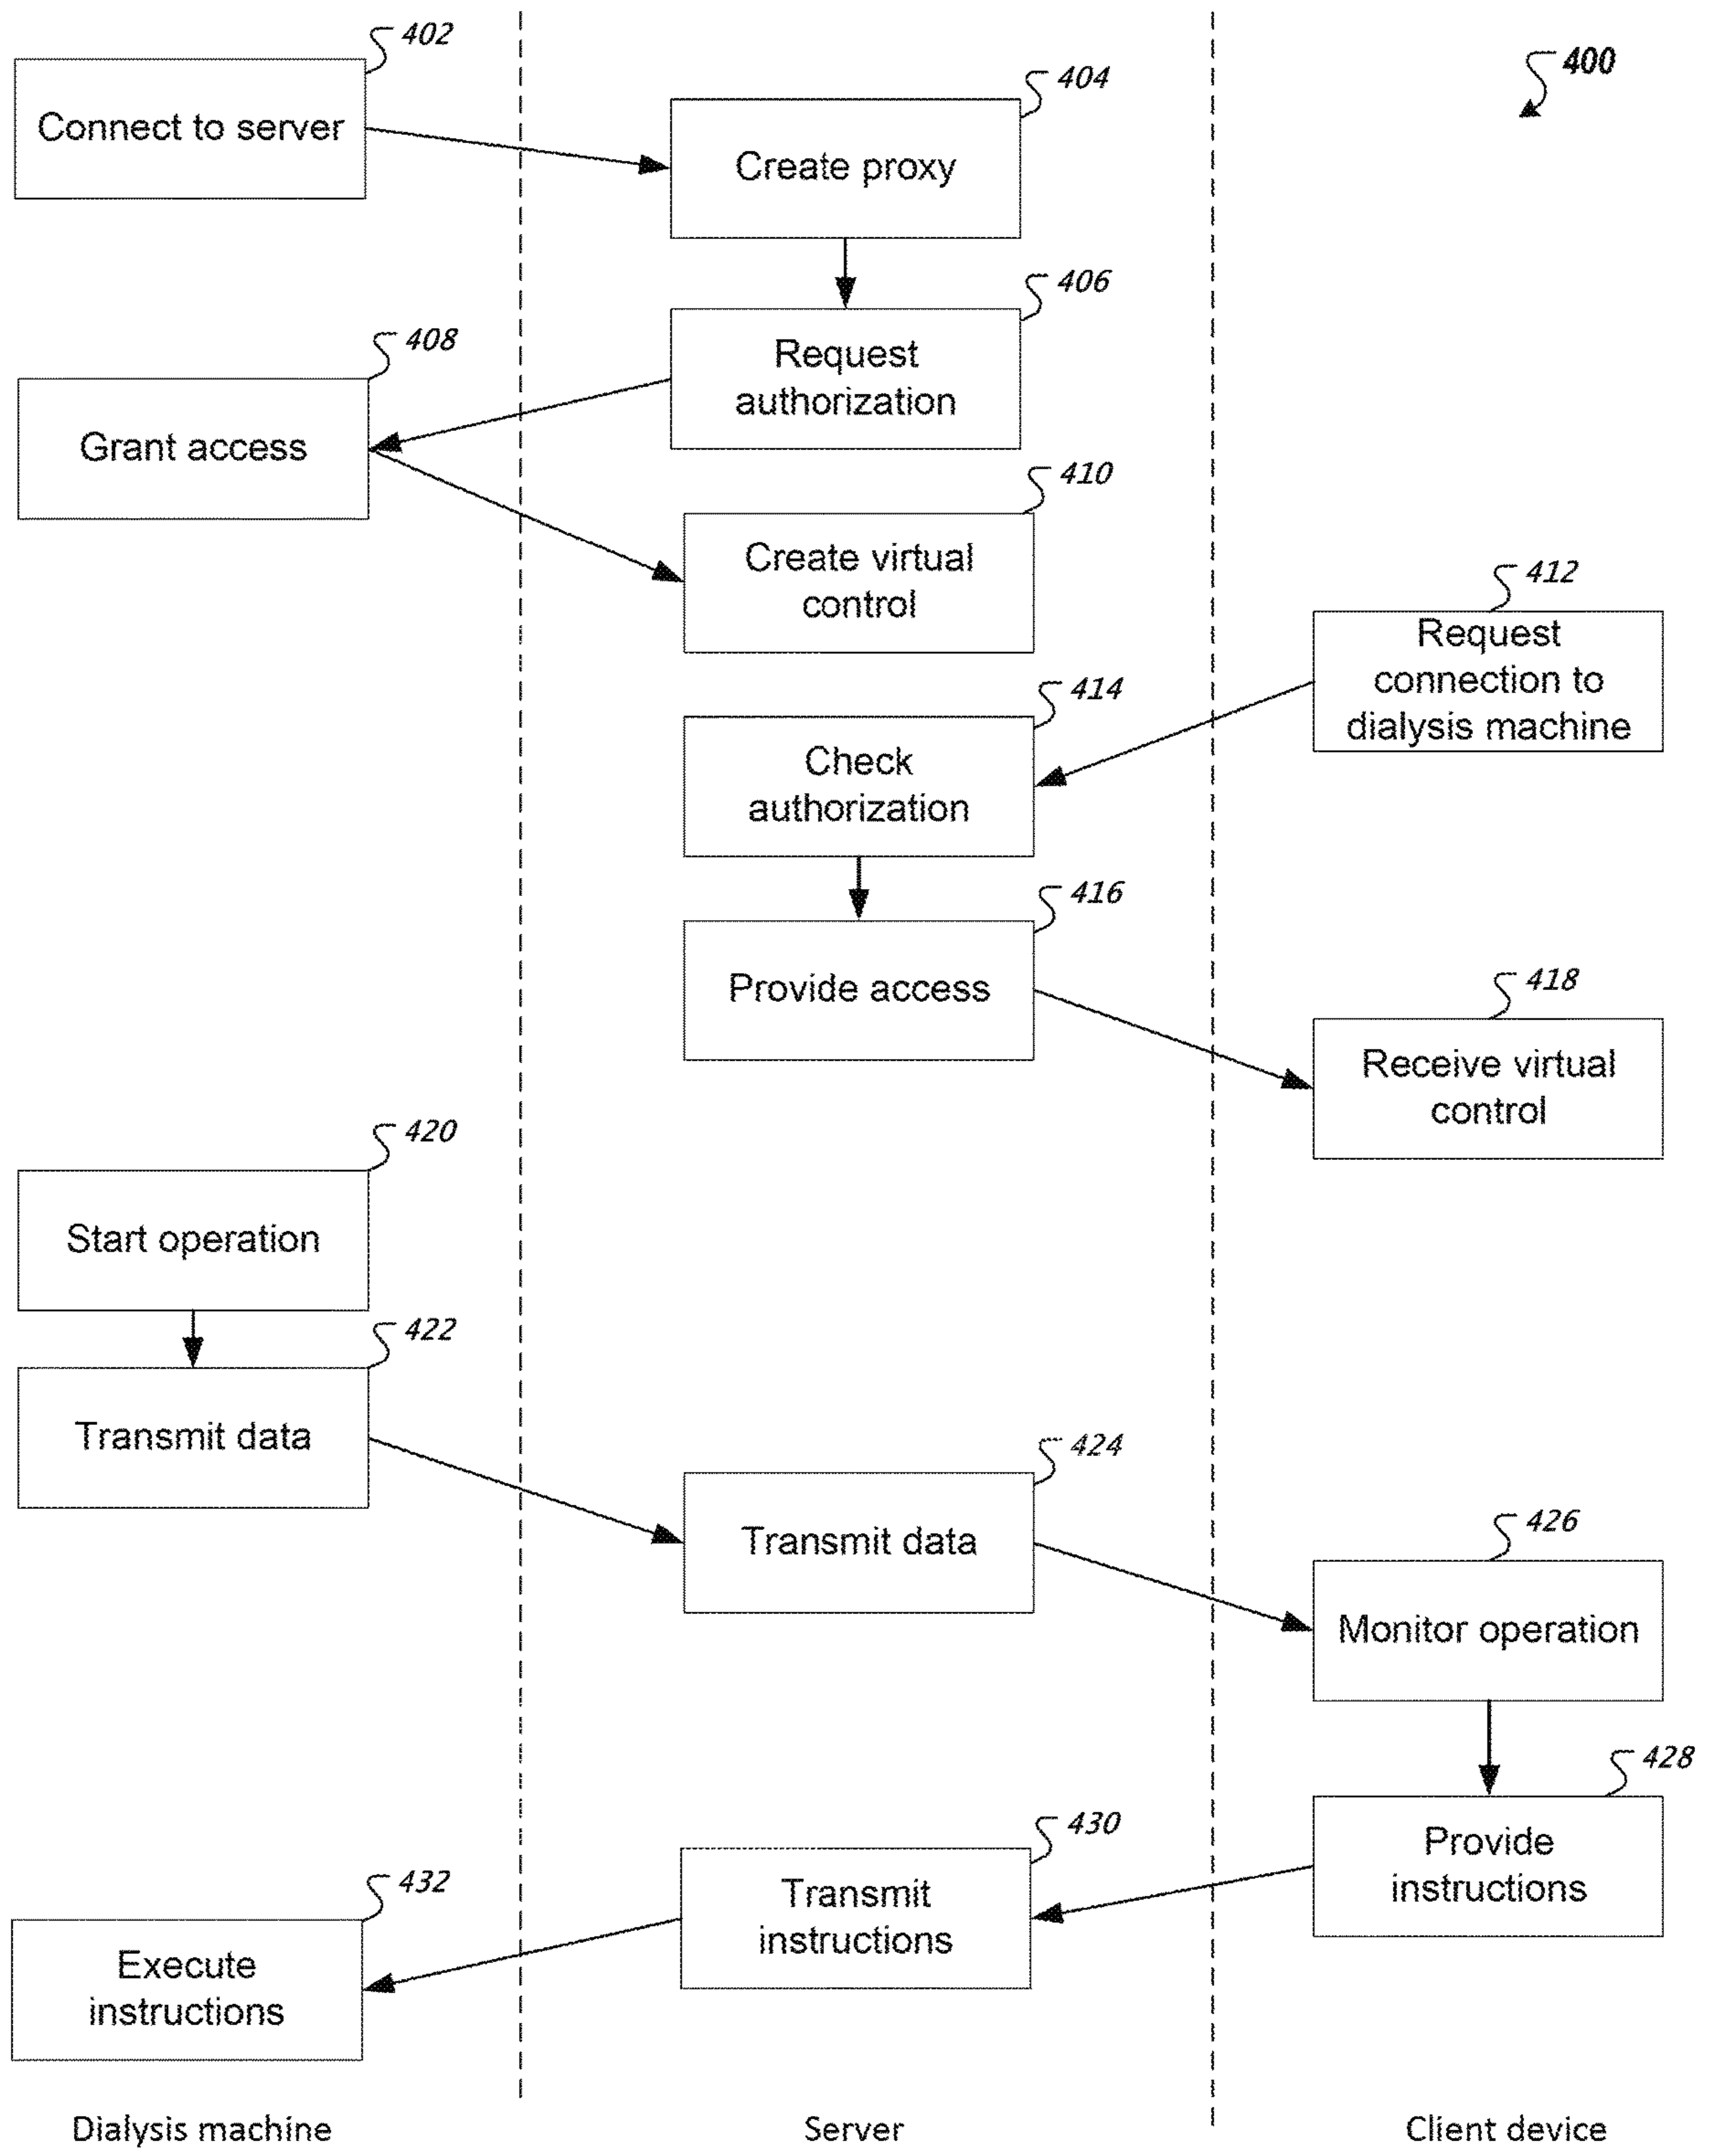 402
Connect to server
404
Create proxy
400
406
Request
authorization
408
Grant access
410
Create virtual
control
412
Request
connection to
dialysis machine
414
Check
authorization
416
Provide access
418
Receive virtual
control
420
Start operation
422
Transmit data
424
Transmit data
426
Monitor operation
428
Provide
instructions
430
Transmit
instructions
432
Execute
instructions
Dialysis machine
Server
Client device